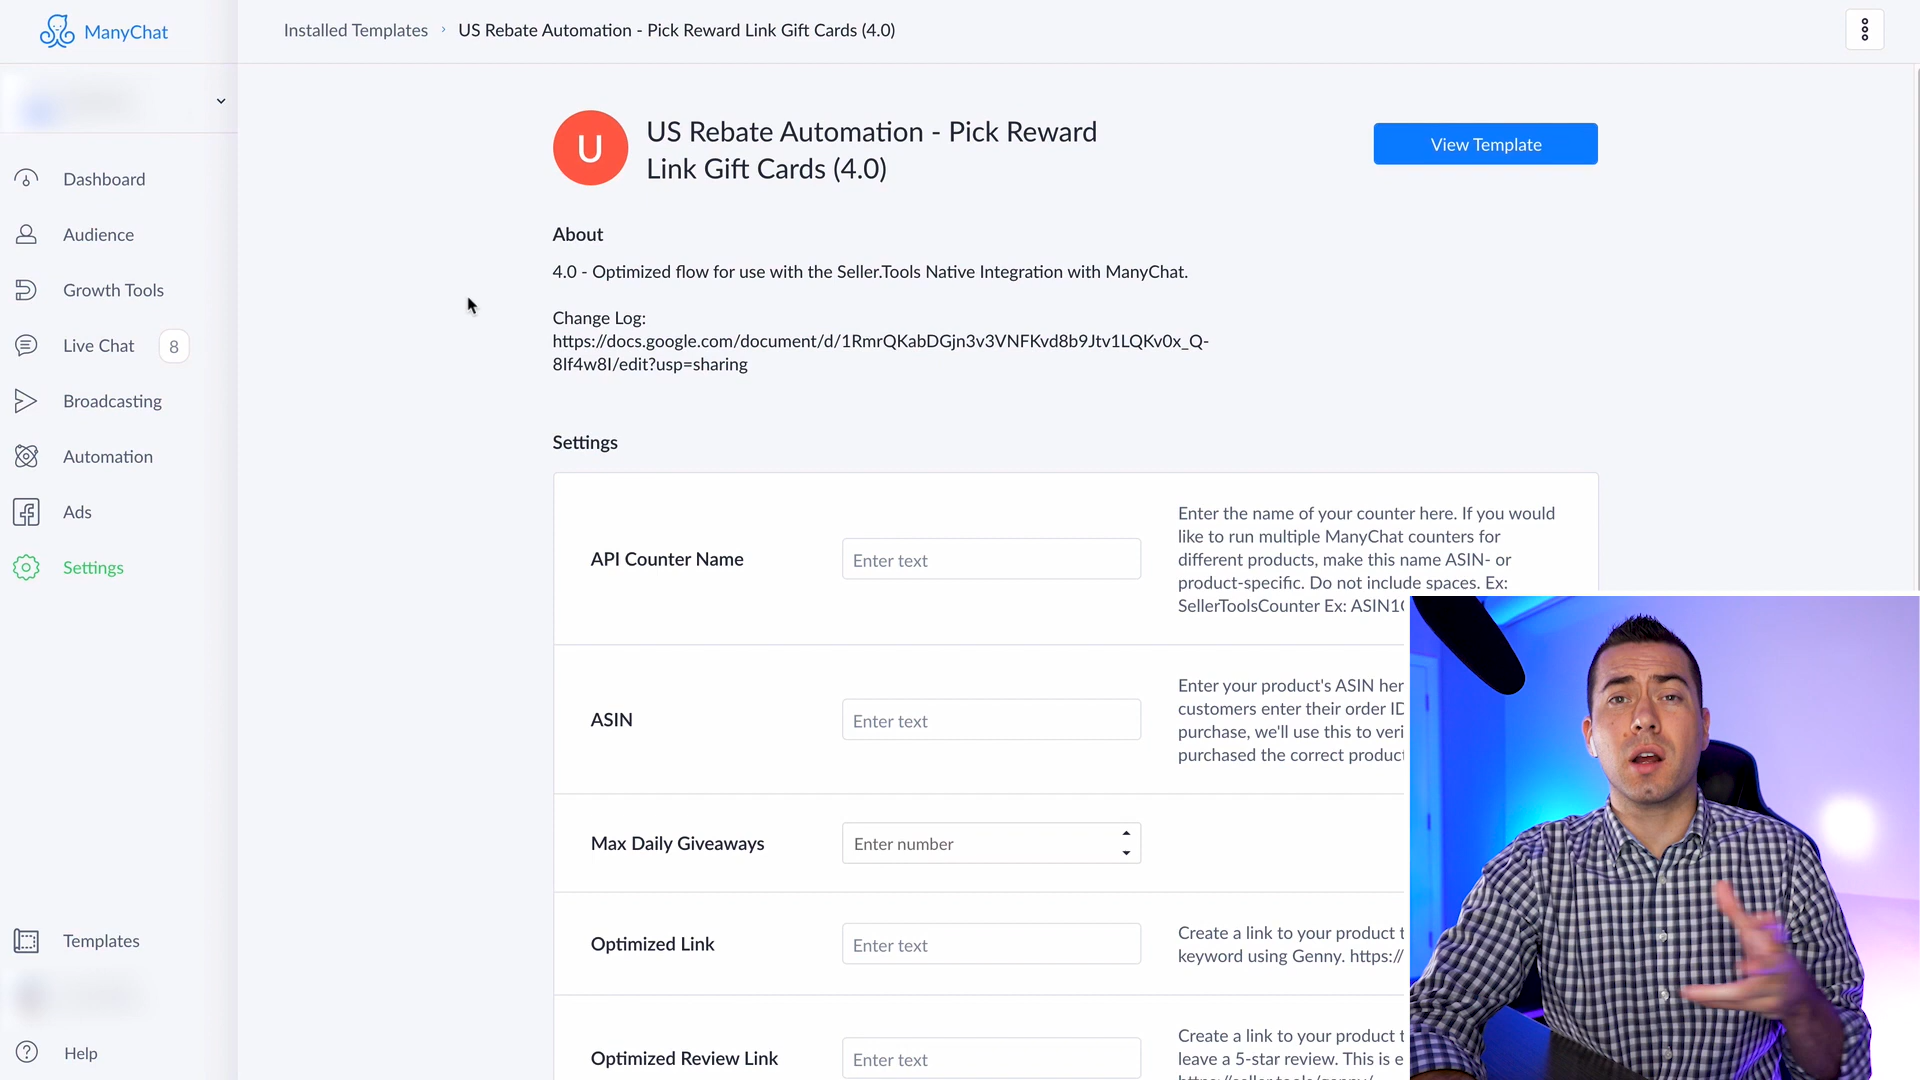 ManyChat
Installed Templates › US Rebate Automation - Pick Reward Link Gift Cards (4.0)
Dashboard
Audience
Growth Tools
Live Chat 8
Broadcasting
Automation
Ads
Settings
Templates
Help
U
US Rebate Automation - Pick Reward
Link Gift Cards (4.0)
View Template
About
4.0 - Optimized flow for use with the Seller.Tools Native Integration with ManyChat.
Change Log:
https://docs.google.com/document/d/1RmrQKabDGjn3v3VNFKvd8b9Jtv1LQKv0x_Q-
8If4w8I/edit?usp=sharing
Settings
API Counter Name
Enter text
Enter the name of your counter here. If you would
like to run multiple ManyChat counters for
different products, make this name ASIN- or
product-specific. Do not include spaces. Ex:
SellerToolsCounter Ex: ASIN1
ASIN
Enter text
Enter your product's ASIN her
customers enter their order ID
purchase, we'll use this to veri
purchased the correct product
Max Daily Giveaways
Enter number
Optimized Link
Enter text
Create a link to your product t
keyword using Genny. https://
Optimized Review Link
Enter text
Create a link to your product t
leave a 5-star review. This is e